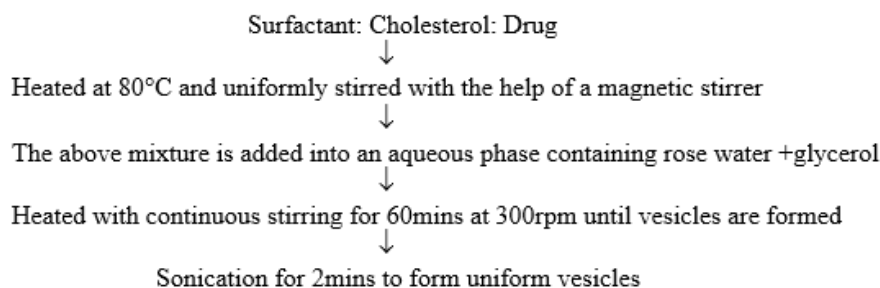 Surfactant: Cholesterol: Drug
Heated at 80°C and uniformly stirred with the help of a magnetic stirrer
The above mixture is added into an aqueous phase containing rose water +glycerol
Heated with continuous stirring for 60mins at 300rpm until vesicles are formed
Sonication for 2mins to form uniform vesicles